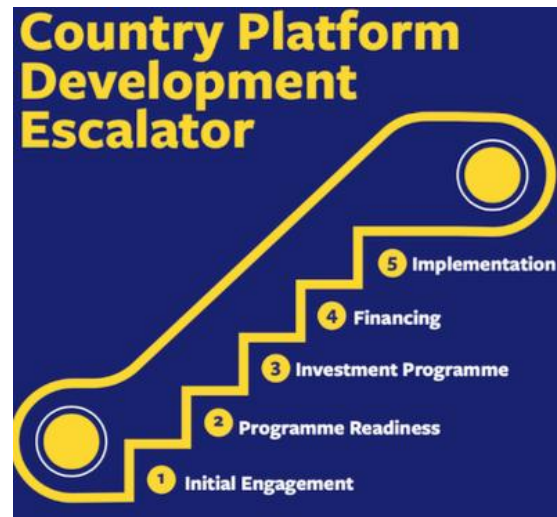 Country Platform
Development
Escalator
5 Implementation
4 Financing
3 Investment Programme
2 Programme Readiness
1 Initial Engagement